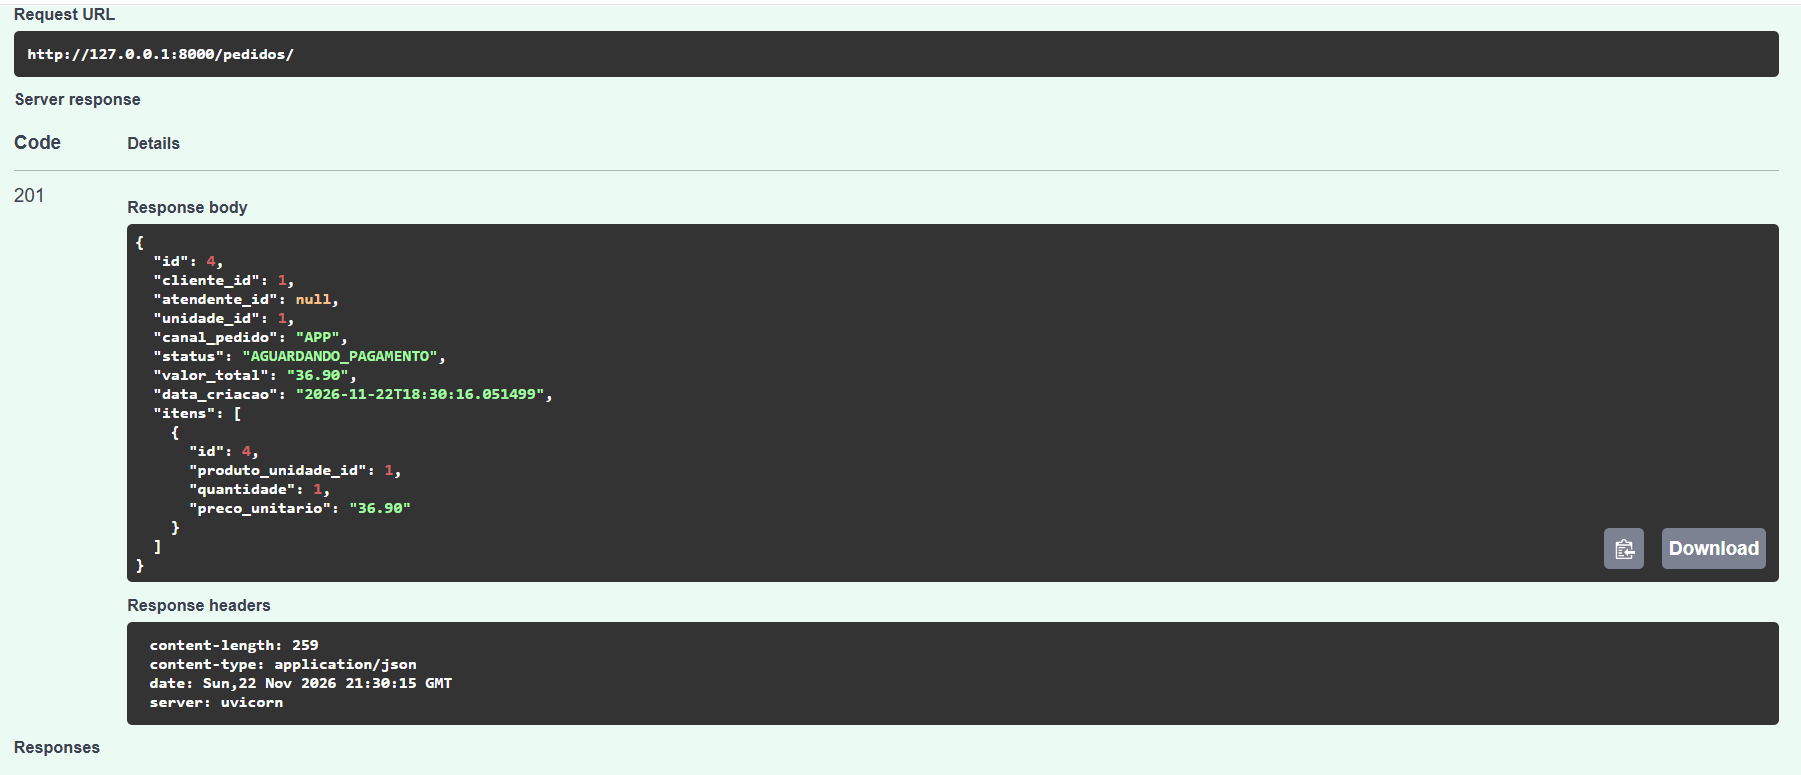 Request URL
http://127.0.0.1:8000/pedidos/
Server response
Code Details
201
Response body
{
"id": 4,
"cliente_id": 1,
"atendente_id": null,
"unidade_id": 1,
"canal_pedido": "APP",
"status": "AGUARDANDO_PAGAMENTO",
"valor_total": "36.90",
"data_criacao": "2026-11-22T18:30:16.051499",
"itens": [
{
"id": 4,
"produto_unidade_id": 1,
"quantidade": 1,
"preco_unitario": "36.90"
}
]
}
Download
Response headers
content-length: 259
content-type: application/json
date: Sun,22 Nov 2026 21:30:15 GMT
server: uvicorn
Responses